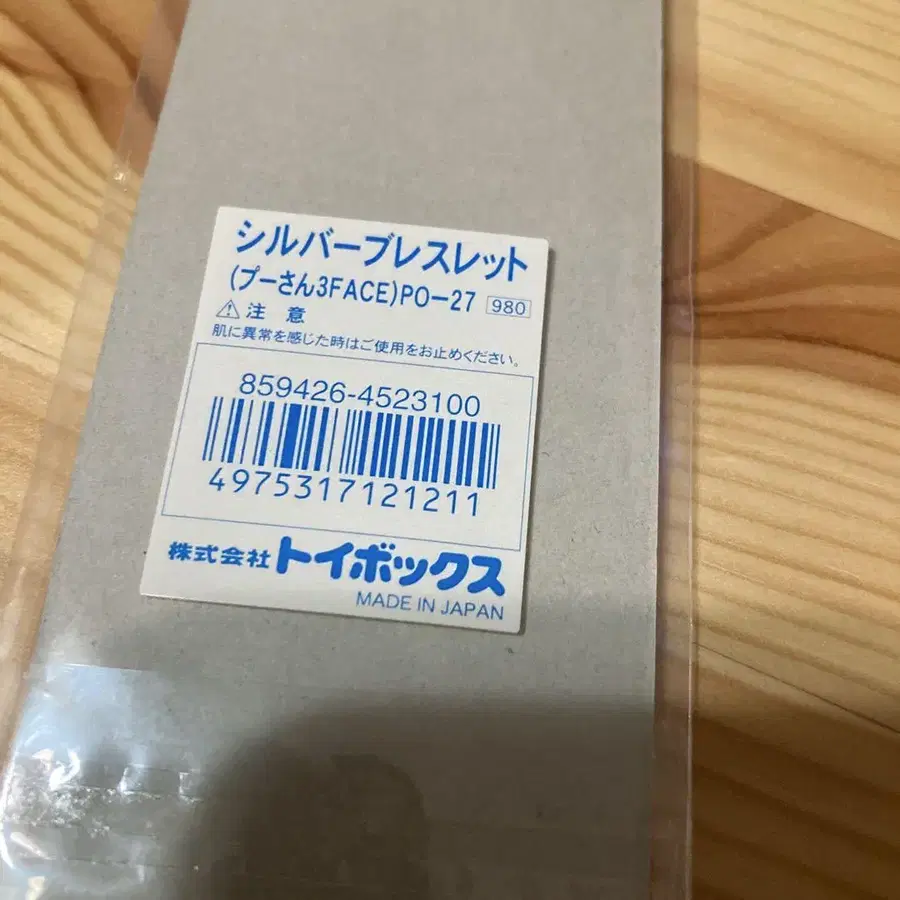 シルバーブレスレット
(プーさん3FACE)PO-27 980
⚠注 意
肌に異常を感じた時はご使用をお止めください。
859426-4523100
4975317121211
株式会社トイボックス
MADE IN JAPAN